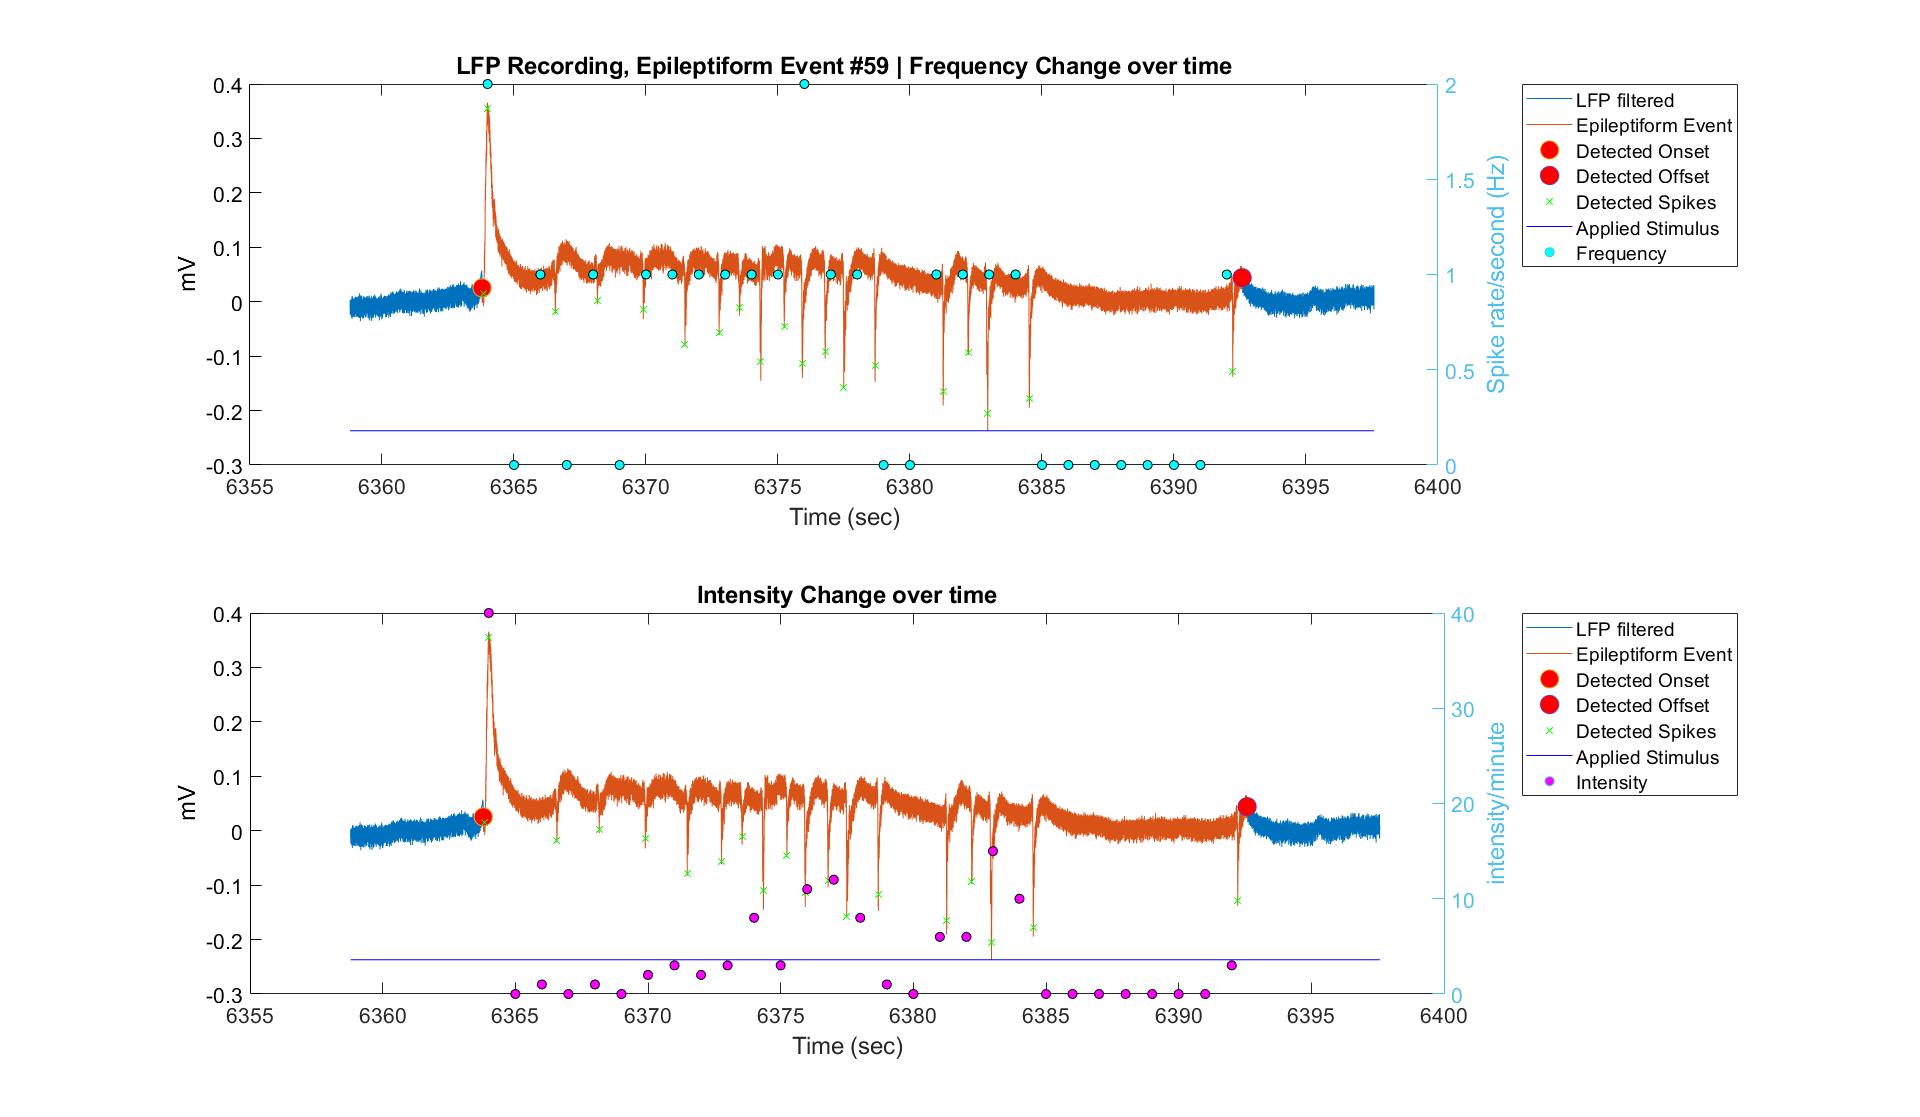 LFP Recording, Epileptiform Event #59 | Frequency Change over time
0.4
0.3
0.2
0.1
0
-0.1
-0.2
-0.3
mV
2
1.5
1
0.5
0
Spike rate/second (Hz)
6355 6360 6365 6370 6375 6380 6385 6390 6395 6400
Time (sec)
LFP filtered
Epileptiform Event
Detected Onset
Detected Offset
Detected Spikes
Applied Stimulus
Frequency
Intensity Change over time
0.4
0.3
0.2
0.1
0
-0.1
-0.2
-0.3
mV
40
30
20
10
0
intensity/minute
6355 6360 6365 6370 6375 6380 6385 6390 6395 6400
Time (sec)
LFP filtered
Epileptiform Event
Detected Onset
Detected Offset
Detected Spikes
Applied Stimulus
Intensity